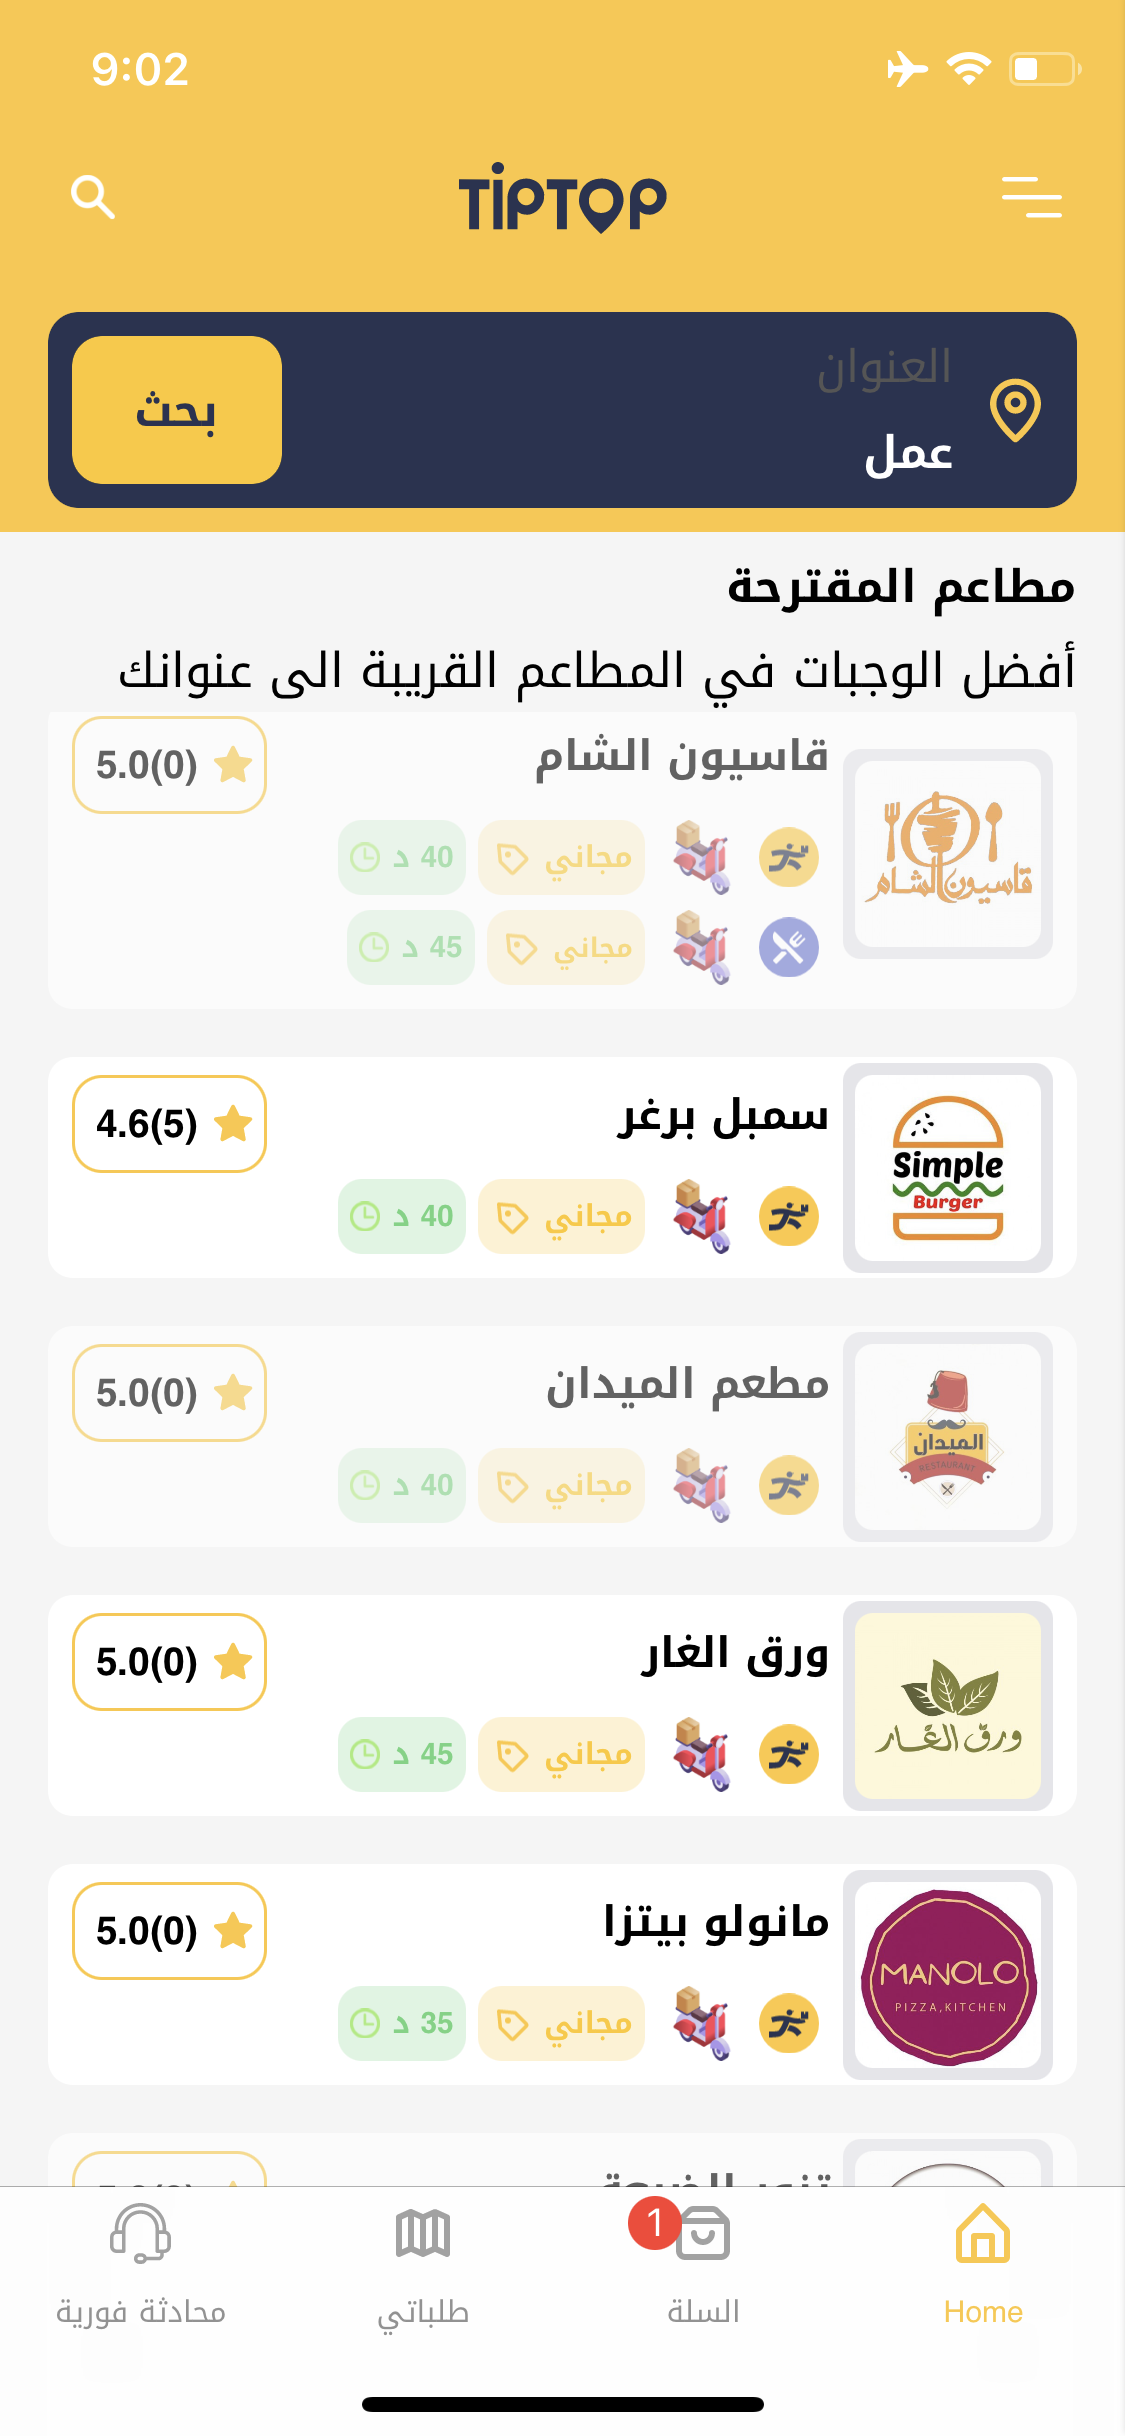 9:02
TiPTOP
العنوان
عمل
بحث
مطاعم المقترحة
أفضل الوجبات في المطاعم القريبة الى عنوانك
قاسيون الشام
5.0(0)
قاسيون الشام
مجاني
40 د
مجاني
45 د
سمبل برغر
4.6(5)
Simple
Burger
مجاني
40 د
مطعم الميدان
5.0(0)
الميدان
RESTAURANT
مجاني
40 د
ورق الغار
5.0(0)
ورق الغار
مجاني
45 د
مانولو بيتزا
5.0(0)
MANOLO
PIZZA,KITCHEN
مجاني
35 د
Home
1
السلة
طلباتي
محادثة فورية